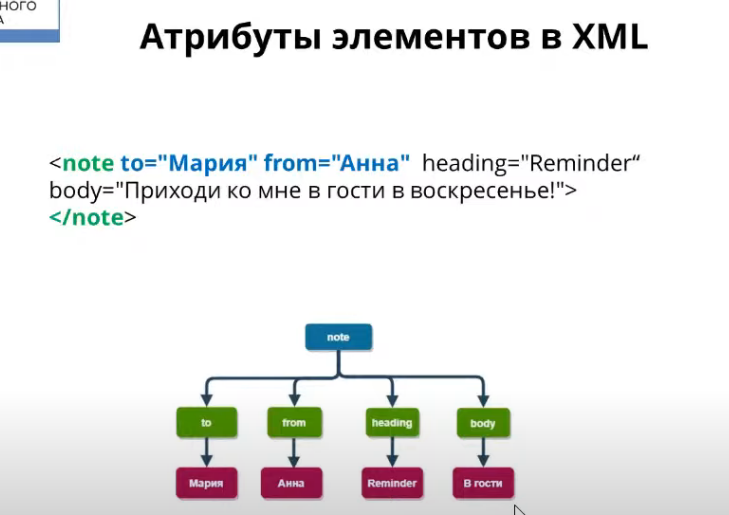 НОГО
А
Атрибуты элементов в XML
<note to="Мария" from="Анна" heading="Reminder“
body="Приходи ко мне в гости в воскресенье!">
</note>
note
to from heading body
Мария Анна Reminder В гости